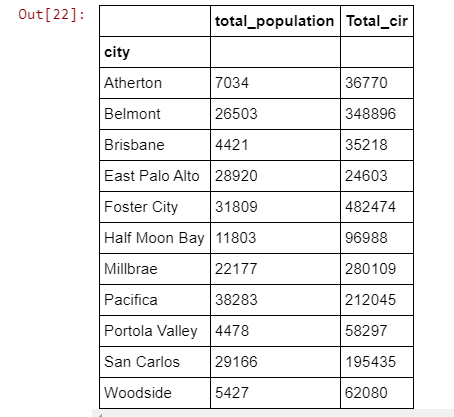 Out[22]:
total_population Total_cir
city
Atherton 7034 36770
Belmont 26503 348896
Brisbane 4421 35218
East Palo Alto 28920 24603
Foster City 31809 482474
Half Moon Bay 11803 96988
Millbrae 22177 280109
Pacifica 38283 212045
Portola Valley 4478 58297
San Carlos 29166 195435
Woodside 5427 62080